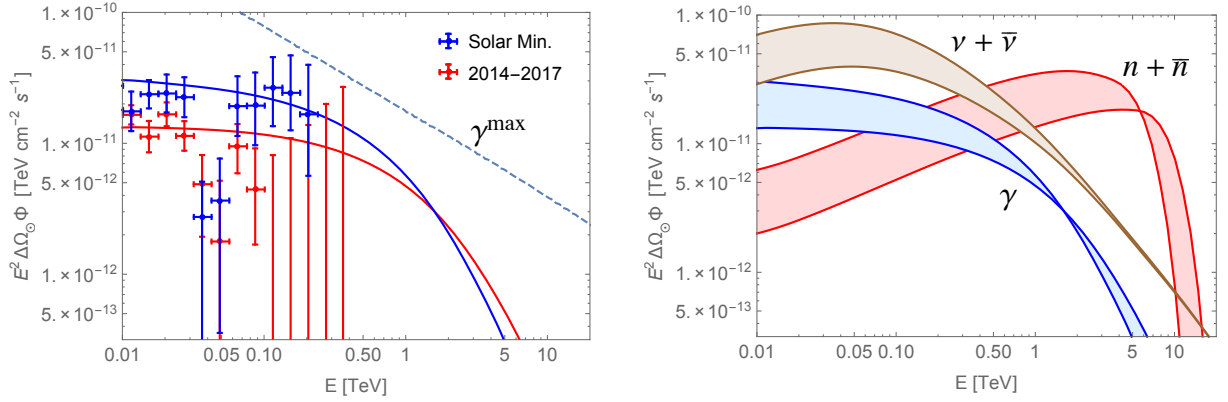 1.×10⁻¹⁰
5.×10⁻¹¹
1.×10⁻¹¹
5.×10⁻¹²
1.×10⁻¹²
5.×10⁻¹³
E² ΔΩ⊙ Φ [TeV cm⁻² s⁻¹]
Solar Min.
2014–2017
γᵐᵃˣ
0.01 0.05 0.10 0.50 1 5 10
E [TeV]
1.×10⁻¹⁰
5.×10⁻¹¹
1.×10⁻¹¹
5.×10⁻¹²
1.×10⁻¹²
5.×10⁻¹³
E² ΔΩ⊙ Φ [TeV cm⁻² s⁻¹]
ν + ν̅
n + n̅
γ
0.01 0.05 0.10 0.50 1 5 10
E [TeV]